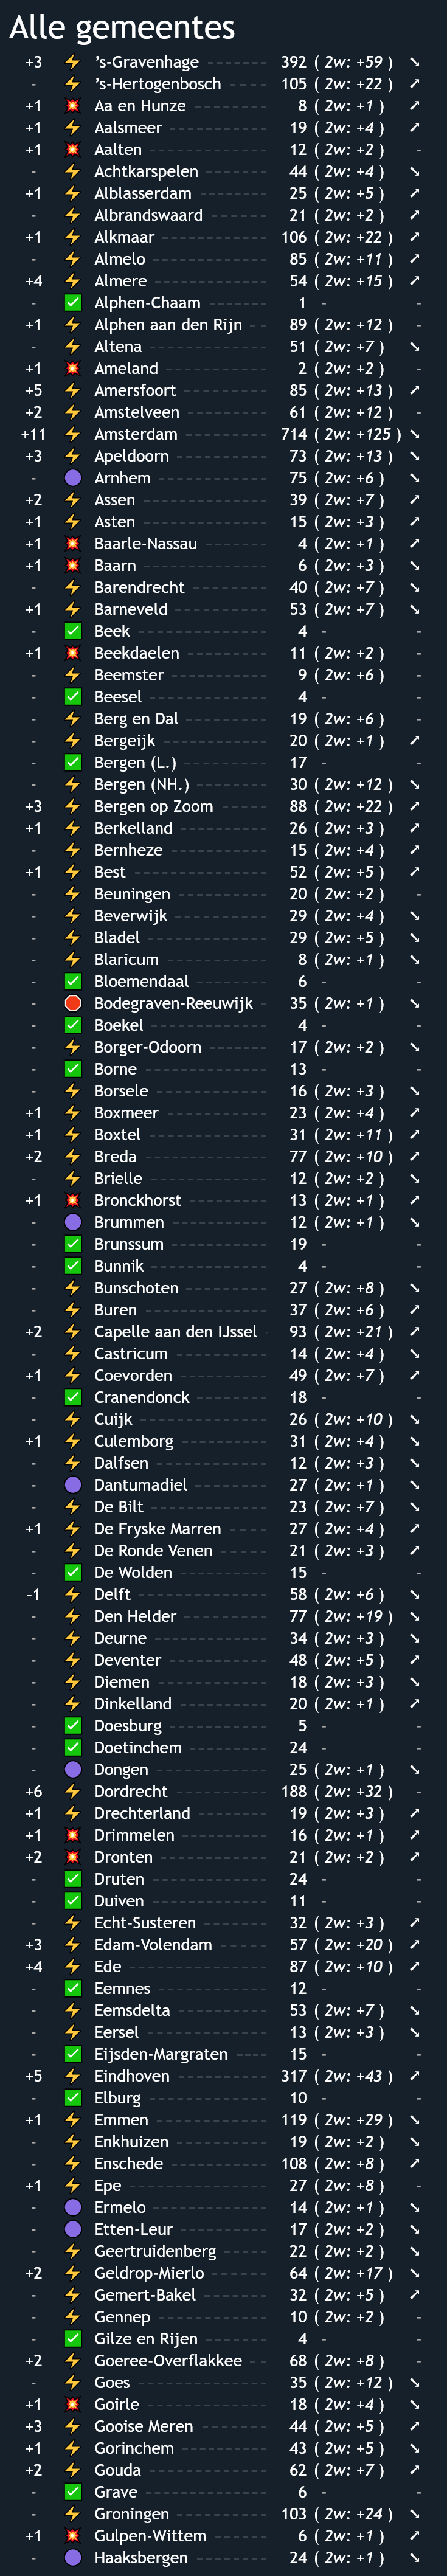 Alle gemeentes
+3 ⚡ 's-Gravenhage 392 ( 2w: +59 ) ➘
- ⚡ 's-Hertogenbosch 105 ( 2w: +22 ) ➚
+1 💥 Aa en Hunze 8 ( 2w: +1 ) ➚
+1 ⚡ Aalsmeer 19 ( 2w: +4 ) ➚
+1 💥 Aalten 12 ( 2w: +2 ) -
- ⚡ Achtkarspelen 44 ( 2w: +4 ) ➘
+1 ⚡ Alblasserdam 25 ( 2w: +5 ) ➚
- ⚡ Albrandswaard 21 ( 2w: +2 ) ➚
+1 ⚡ Alkmaar 106 ( 2w: +22 ) ➚
- ⚡ Almelo 85 ( 2w: +11 ) ➚
+4 ⚡ Almere 54 ( 2w: +15 ) ➚
- ✅ Alphen-Chaam 1 - -
+1 ⚡ Alphen aan den Rijn 89 ( 2w: +12 ) -
- ⚡ Altena 51 ( 2w: +7 ) ➘
+1 💥 Ameland 2 ( 2w: +2 ) -
+5 ⚡ Amersfoort 85 ( 2w: +13 ) ➚
+2 ⚡ Amstelveen 61 ( 2w: +12 ) -
+11 ⚡ Amsterdam 714 ( 2w: +125 ) ➘
+3 ⚡ Apeldoorn 73 ( 2w: +13 ) ➘
- 🟣 Arnhem 75 ( 2w: +6 ) ➘
+2 ⚡ Assen 39 ( 2w: +7 ) ➚
+1 ⚡ Asten 15 ( 2w: +3 ) ➚
+1 💥 Baarle-Nassau 4 ( 2w: +1 ) ➚
+1 💥 Baarn 6 ( 2w: +3 ) ➘
- ⚡ Barendrecht 40 ( 2w: +7 ) ➘
+1 ⚡ Barneveld 53 ( 2w: +7 ) ➘
- ✅ Beek 4 - -
+1 💥 Beekdaelen 11 ( 2w: +2 ) -
- ⚡ Beemster 9 ( 2w: +6 ) -
- ✅ Beesel 4 - -
- ⚡ Berg en Dal 19 ( 2w: +6 ) -
- ⚡ Bergeijk 20 ( 2w: +1 ) ➚
- ✅ Bergen (L.) 17 - -
- ⚡ Bergen (NH.) 30 ( 2w: +12 ) ➘
+3 ⚡ Bergen op Zoom 88 ( 2w: +22 ) ➚
+1 ⚡ Berkelland 26 ( 2w: +3 ) ➚
- ⚡ Bernheze 15 ( 2w: +4 ) ➚
+1 ⚡ Best 52 ( 2w: +5 ) ➚
- ⚡ Beuningen 20 ( 2w: +2 ) -
- ⚡ Beverwijk 29 ( 2w: +4 ) ➘
- ⚡ Bladel 29 ( 2w: +5 ) ➘
- ⚡ Blaricum 8 ( 2w: +1 ) ➘
- ✅ Bloemendaal 6 - -
- 🛑 Bodegraven-Reeuwijk 35 ( 2w: +1 ) ➘
- ✅ Boekel 4 - -
- ⚡ Borger-Odoorn 17 ( 2w: +2 ) ➘
- ✅ Borne 13 - -
- ⚡ Borsele 16 ( 2w: +3 ) ➘
+1 ⚡ Boxmeer 23 ( 2w: +4 ) ➚
+1 ⚡ Boxtel 31 ( 2w: +11 ) ➚
+2 ⚡ Breda 77 ( 2w: +10 ) ➚
- ⚡ Brielle 12 ( 2w: +2 ) ➘
+1 💥 Bronckhorst 13 ( 2w: +1 ) ➚
- 🟣 Brummen 12 ( 2w: +1 ) ➘
- ✅ Brunssum 19 - -
- ✅ Bunnik 4 - -
- ⚡ Bunschoten 27 ( 2w: +8 ) ➘
- ⚡ Buren 37 ( 2w: +6 ) ➚
+2 ⚡ Capelle aan den IJssel 93 ( 2w: +21 ) ➚
- ⚡ Castricum 14 ( 2w: +4 ) ➘
+1 ⚡ Coevorden 49 ( 2w: +7 ) ➚
- ✅ Cranendonck 18 - -
- ⚡ Cuijk 26 ( 2w: +10 ) ➘
+1 ⚡ Culemborg 31 ( 2w: +4 ) ➘
- ⚡ Dalfsen 12 ( 2w: +3 ) ➘
- 🟣 Dantumadiel 27 ( 2w: +1 ) ➘
- ⚡ De Bilt 23 ( 2w: +7 ) ➘
+1 ⚡ De Fryske Marren 27 ( 2w: +4 ) ➚
- ⚡ De Ronde Venen 21 ( 2w: +3 ) ➚
- ✅ De Wolden 15 - -
-1 ⚡ Delft 58 ( 2w: +6 ) ➘
- ⚡ Den Helder 77 ( 2w: +19 ) ➘
- ⚡ Deurne 34 ( 2w: +3 ) ➘
- ⚡ Deventer 48 ( 2w: +5 ) ➚
- ⚡ Diemen 18 ( 2w: +3 ) ➘
- ⚡ Dinkelland 20 ( 2w: +1 ) ➚
- ✅ Doesburg 5 - -
- ✅ Doetinchem 24 - -
- 🟣 Dongen 25 ( 2w: +1 ) ➘
+6 ⚡ Dordrecht 188 ( 2w: +32 ) -
+1 ⚡ Drechterland 19 ( 2w: +3 ) ➚
+1 💥 Drimmelen 16 ( 2w: +1 ) ➚
+2 💥 Dronten 21 ( 2w: +2 ) ➚
- ✅ Druten 24 - -
- ✅ Duiven 11 - -
- ⚡ Echt-Susteren 32 ( 2w: +3 ) ➚
+3 ⚡ Edam-Volendam 57 ( 2w: +20 ) ➚
+4 ⚡ Ede 87 ( 2w: +10 ) ➚
- ✅ Eemnes 12 - -
- ⚡ Eemsdelta 53 ( 2w: +7 ) ➘
- ⚡ Eersel 13 ( 2w: +3 ) ➘
- ✅ Eijsden-Margraten 15 - -
+5 ⚡ Eindhoven 317 ( 2w: +43 ) ➚
- ✅ Elburg 10 - -
+1 ⚡ Emmen 119 ( 2w: +29 ) ➘
- ⚡ Enkhuizen 19 ( 2w: +2 ) ➘
- ⚡ Enschede 108 ( 2w: +8 ) ➚
+1 ⚡ Epe 27 ( 2w: +8 ) -
- 🟣 Ermelo 14 ( 2w: +1 ) ➘
- 🟣 Etten-Leur 17 ( 2w: +2 ) ➘
- ⚡ Geertruidenberg 22 ( 2w: +2 ) ➘
+2 ⚡ Geldrop-Mierlo 64 ( 2w: +17 ) ➘
- ⚡ Gemert-Bakel 32 ( 2w: +5 ) ➚
- ⚡ Gennep 10 ( 2w: +2 ) -
- ✅ Gilze en Rijen 4 - -
+2 ⚡ Goeree-Overflakkee 68 ( 2w: +8 ) -
- ⚡ Goes 35 ( 2w: +12 ) ➘
+1 💥 Goirle 18 ( 2w: +4 ) ➘
+3 ⚡ Gooise Meren 44 ( 2w: +5 ) ➚
+1 ⚡ Gorinchem 43 ( 2w: +5 ) ➘
+2 ⚡ Gouda 62 ( 2w: +7 ) ➚
- ✅ Grave 6 - -
- ⚡ Groningen 103 ( 2w: +24 ) ➘
+1 💥 Gulpen-Wittem 6 ( 2w: +1 ) ➚
- 🟣 Haaksbergen 24 ( 2w: +1 ) ➘